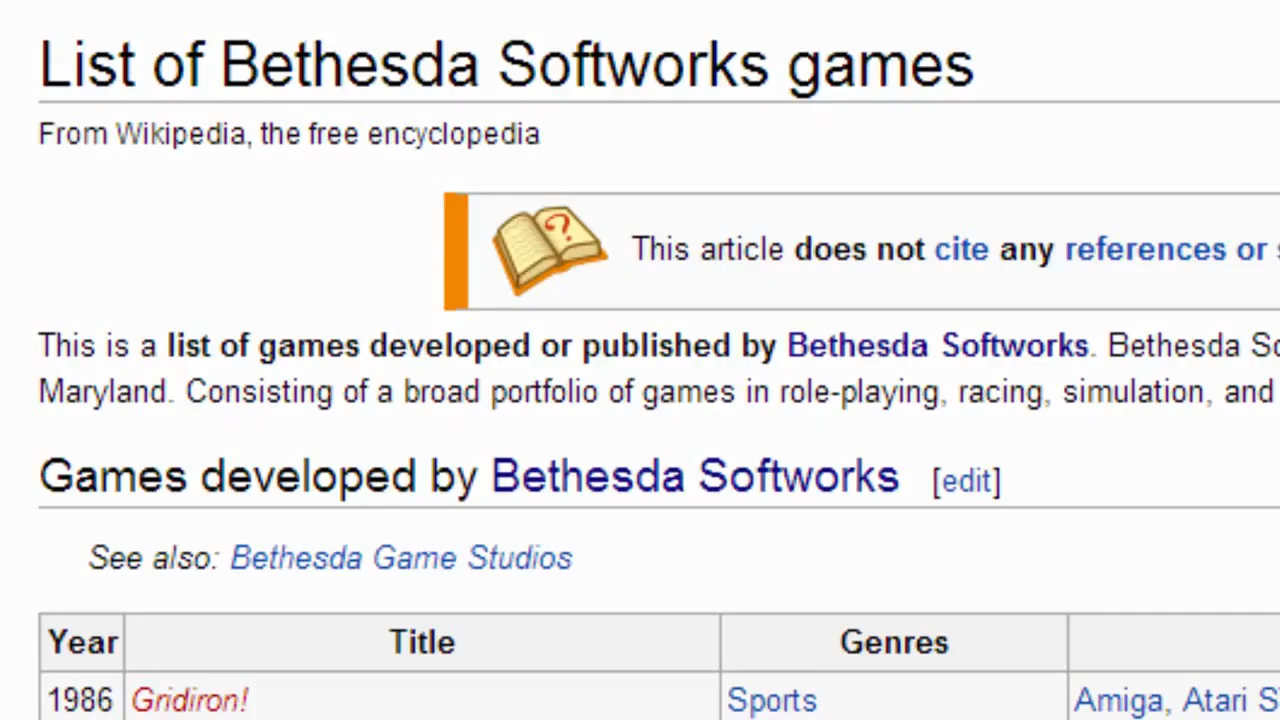 List of Bethesda Softworks games
From Wikipedia, the free encyclopedia
?
This article does not cite any references or
This is a list of games developed or published by Bethesda Softworks. Bethesda
Maryland. Consisting of a broad portfolio of games in role-playing, racing, simulation, and
Games developed by Bethesda Softworks [edit]
See also: Bethesda Game Studios
Year Title Genres
1986 Gridiron! Sports Amiga, Atari